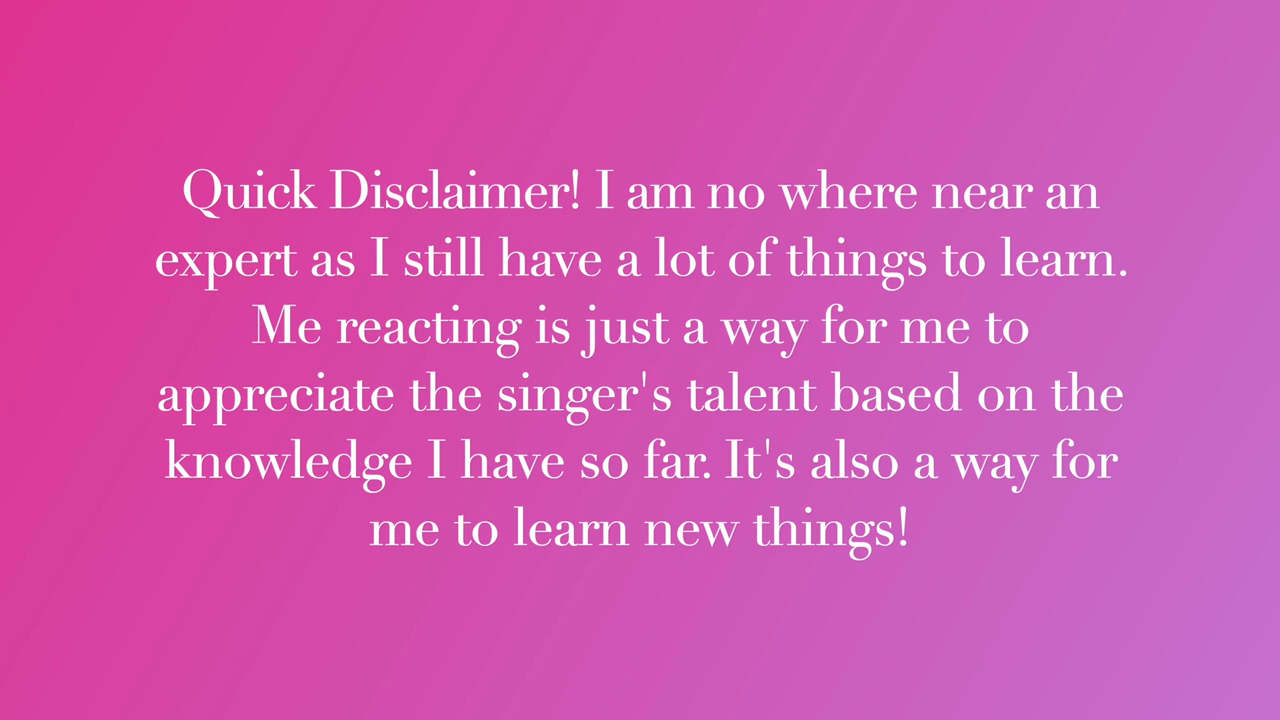 Quick Disclaimer! I am no where near an
expert as I still have a lot of things to learn.
Me reacting is just a way for me to
appreciate the singer's talent based on the
knowledge I have so far. It's also a way for
me to learn new things!